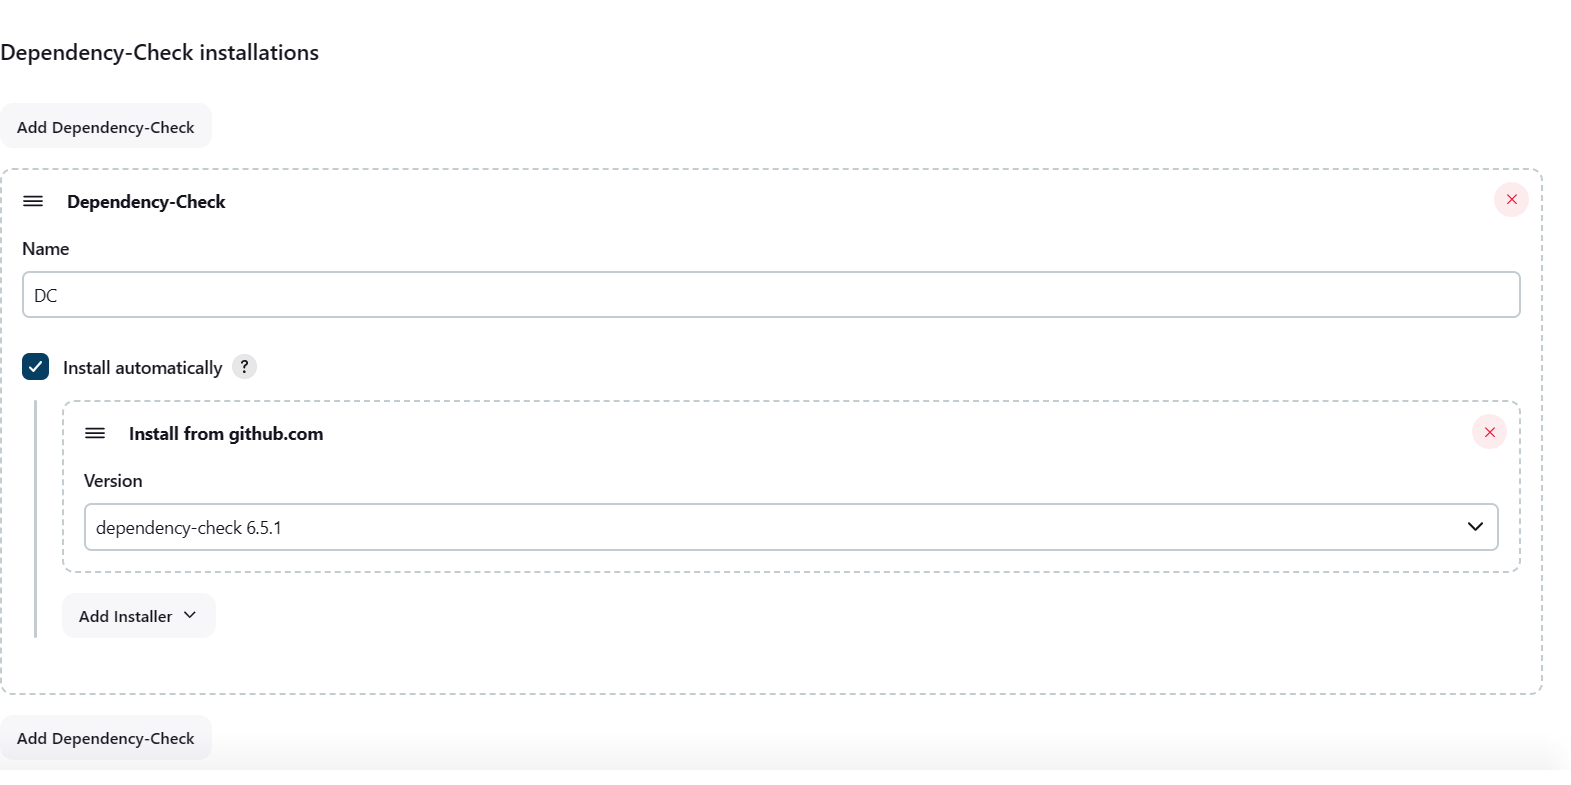 Dependency-Check installations
Add Dependency-Check
Dependency-Check
Name
DC
Install automatically ?
Install from github.com
Version
dependency-check 6.5.1
Add Installer
Add Dependency-Check